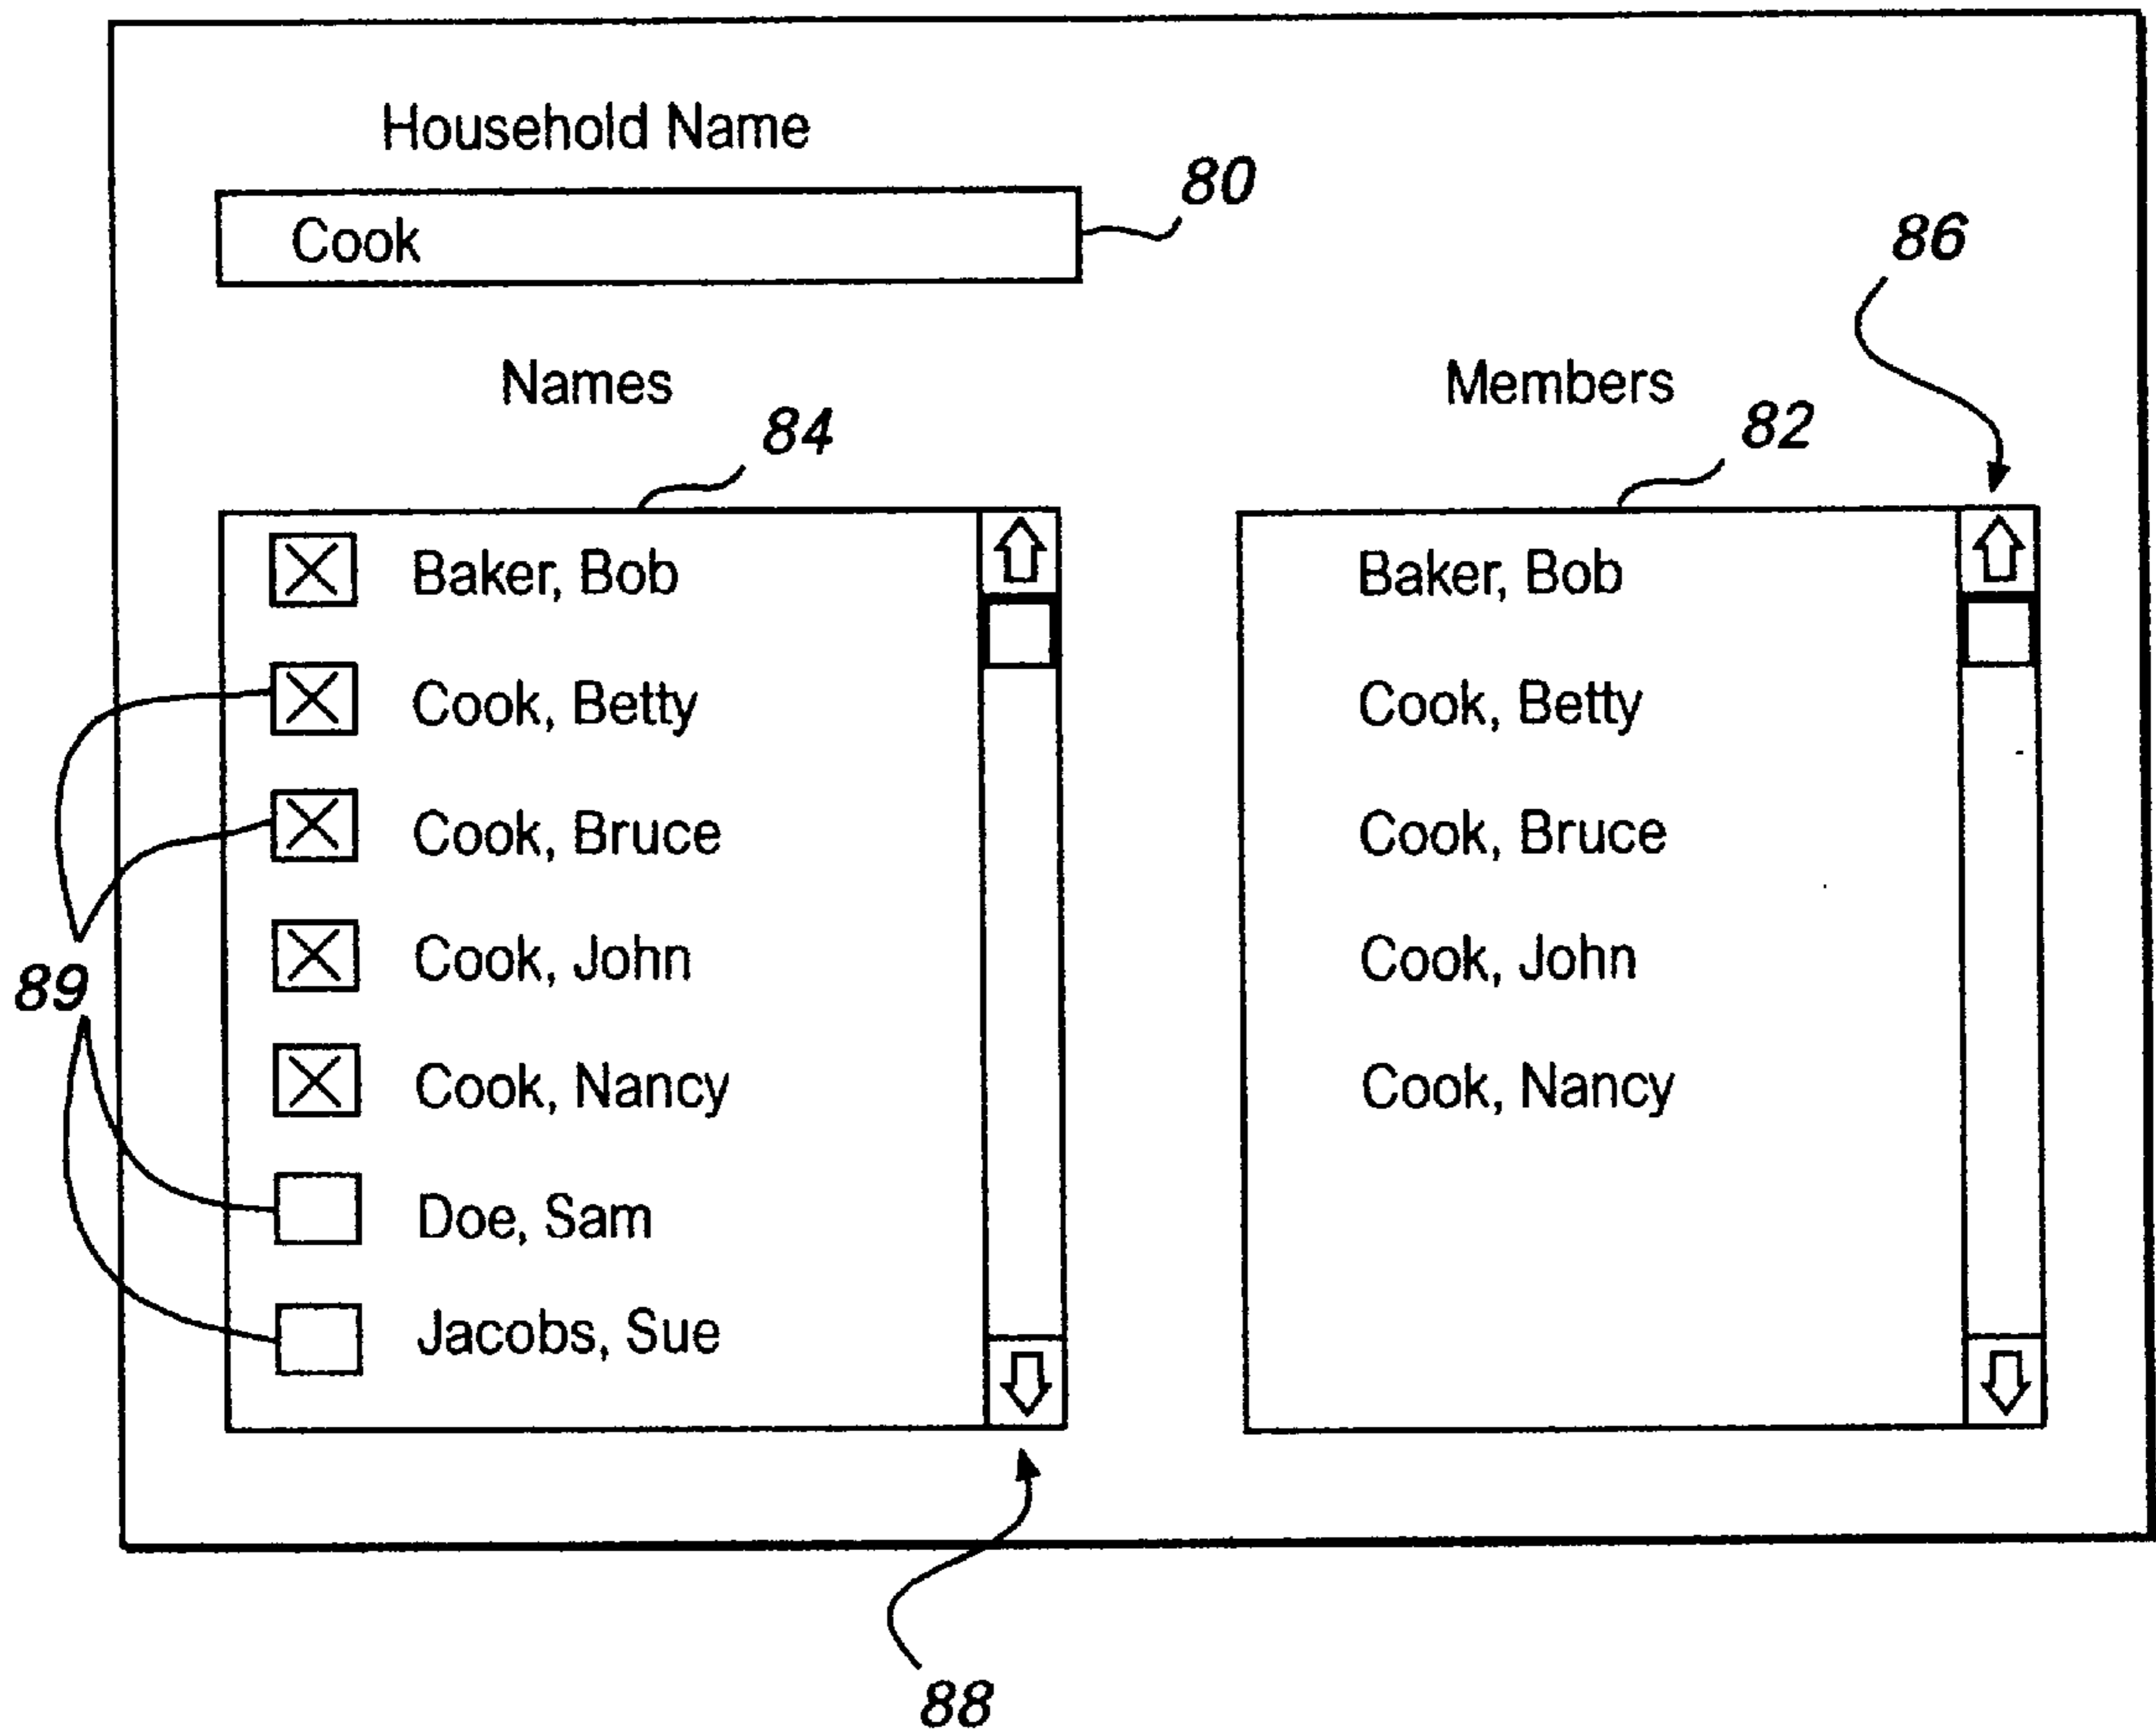 Household Name
80
Cook
86
Names
Members
84
82
Baker, Bob
Baker, Bob
Cook, Betty
Cook, Betty
Cook, Bruce
Cook, Bruce
Cook, John
Cook, John
89
Cook, Nancy
Cook, Nancy
Doe, Sam
Jacobs, Sue
88